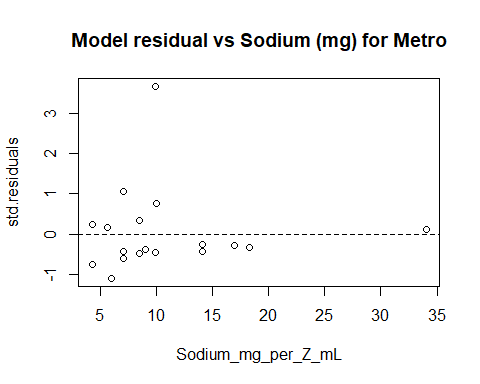 Model residual vs Sodium (mg) for Metro
std.residuals
3
2
1
0
-1
5 10 15 20 25 30 35
Sodium_mg_per_Z_mL